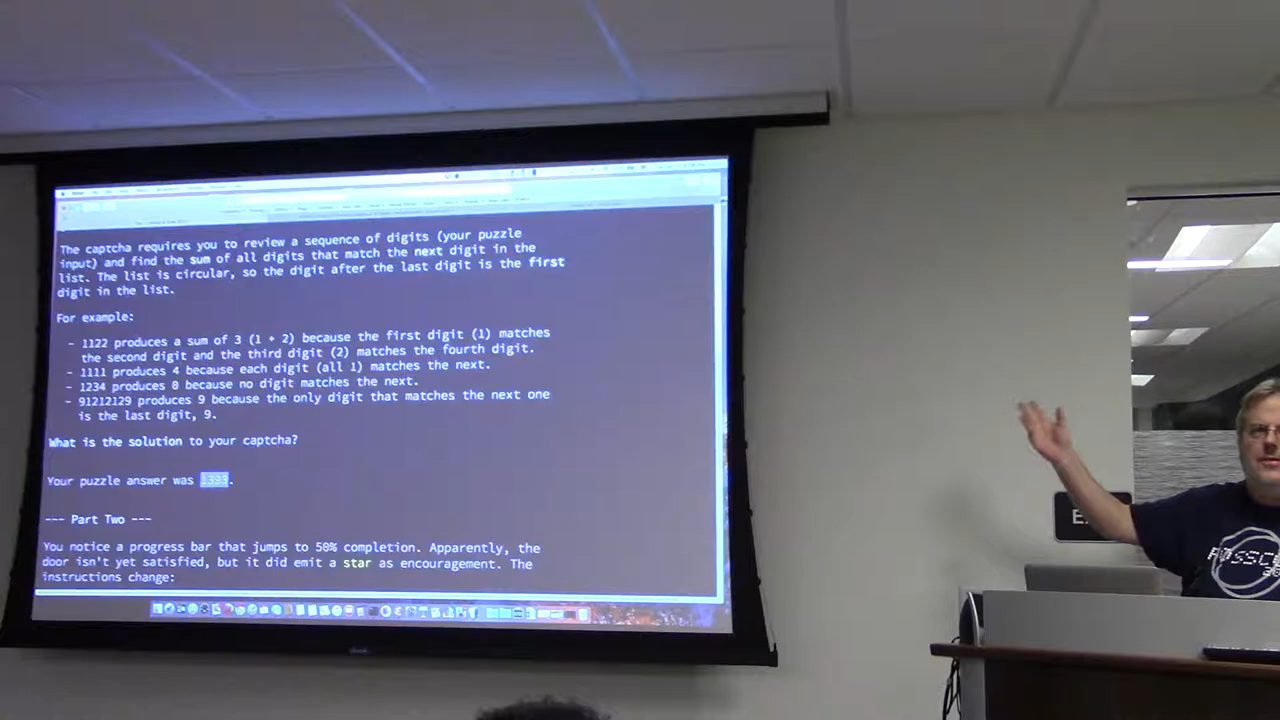 The captcha requires you to review a sequence of digits (your puzzle
input) and find the sum of all digits that match the next digit in the
list. The list is circular, so the digit after the last digit is the first
digit in the list.
For example:
- 1122 produces a sum of 3 (1 + 2) because the first digit (1) matches
the second digit and the third digit (2) matches the fourth digit.
- 1111 produces 4 because each digit (all 1) matches the next.
- 1234 produces 0 because no digit matches the next.
- 91212129 produces 9 because the only digit that matches the next one
is the last digit, 9.
What is the solution to your captcha?
Your puzzle answer was 1393.
--- Part Two ---
You notice a progress bar that jumps to 50% completion. Apparently, the
door isn't yet satisfied, but it did emit a star as encouragement. The
instructions change: